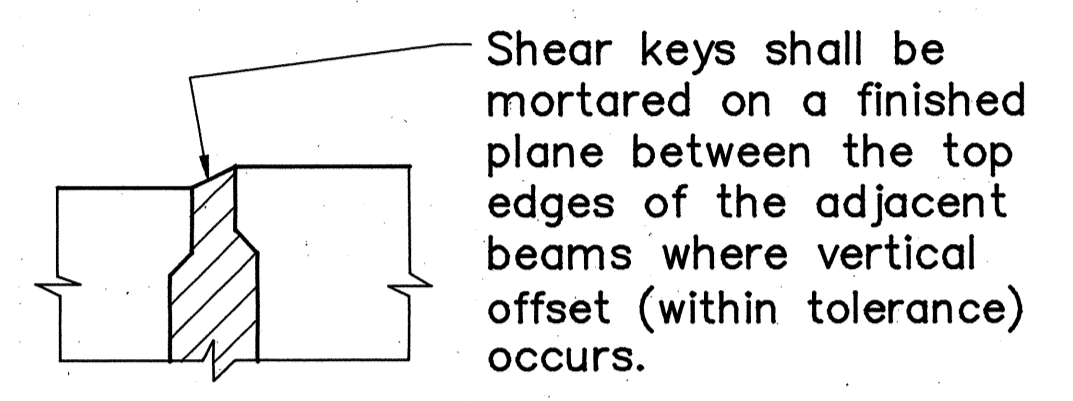 Shear keys shall be
mortared on a finished
plane between the top
edges of the adjacent
beams where vertical
offset (within tolerance)
occurs.